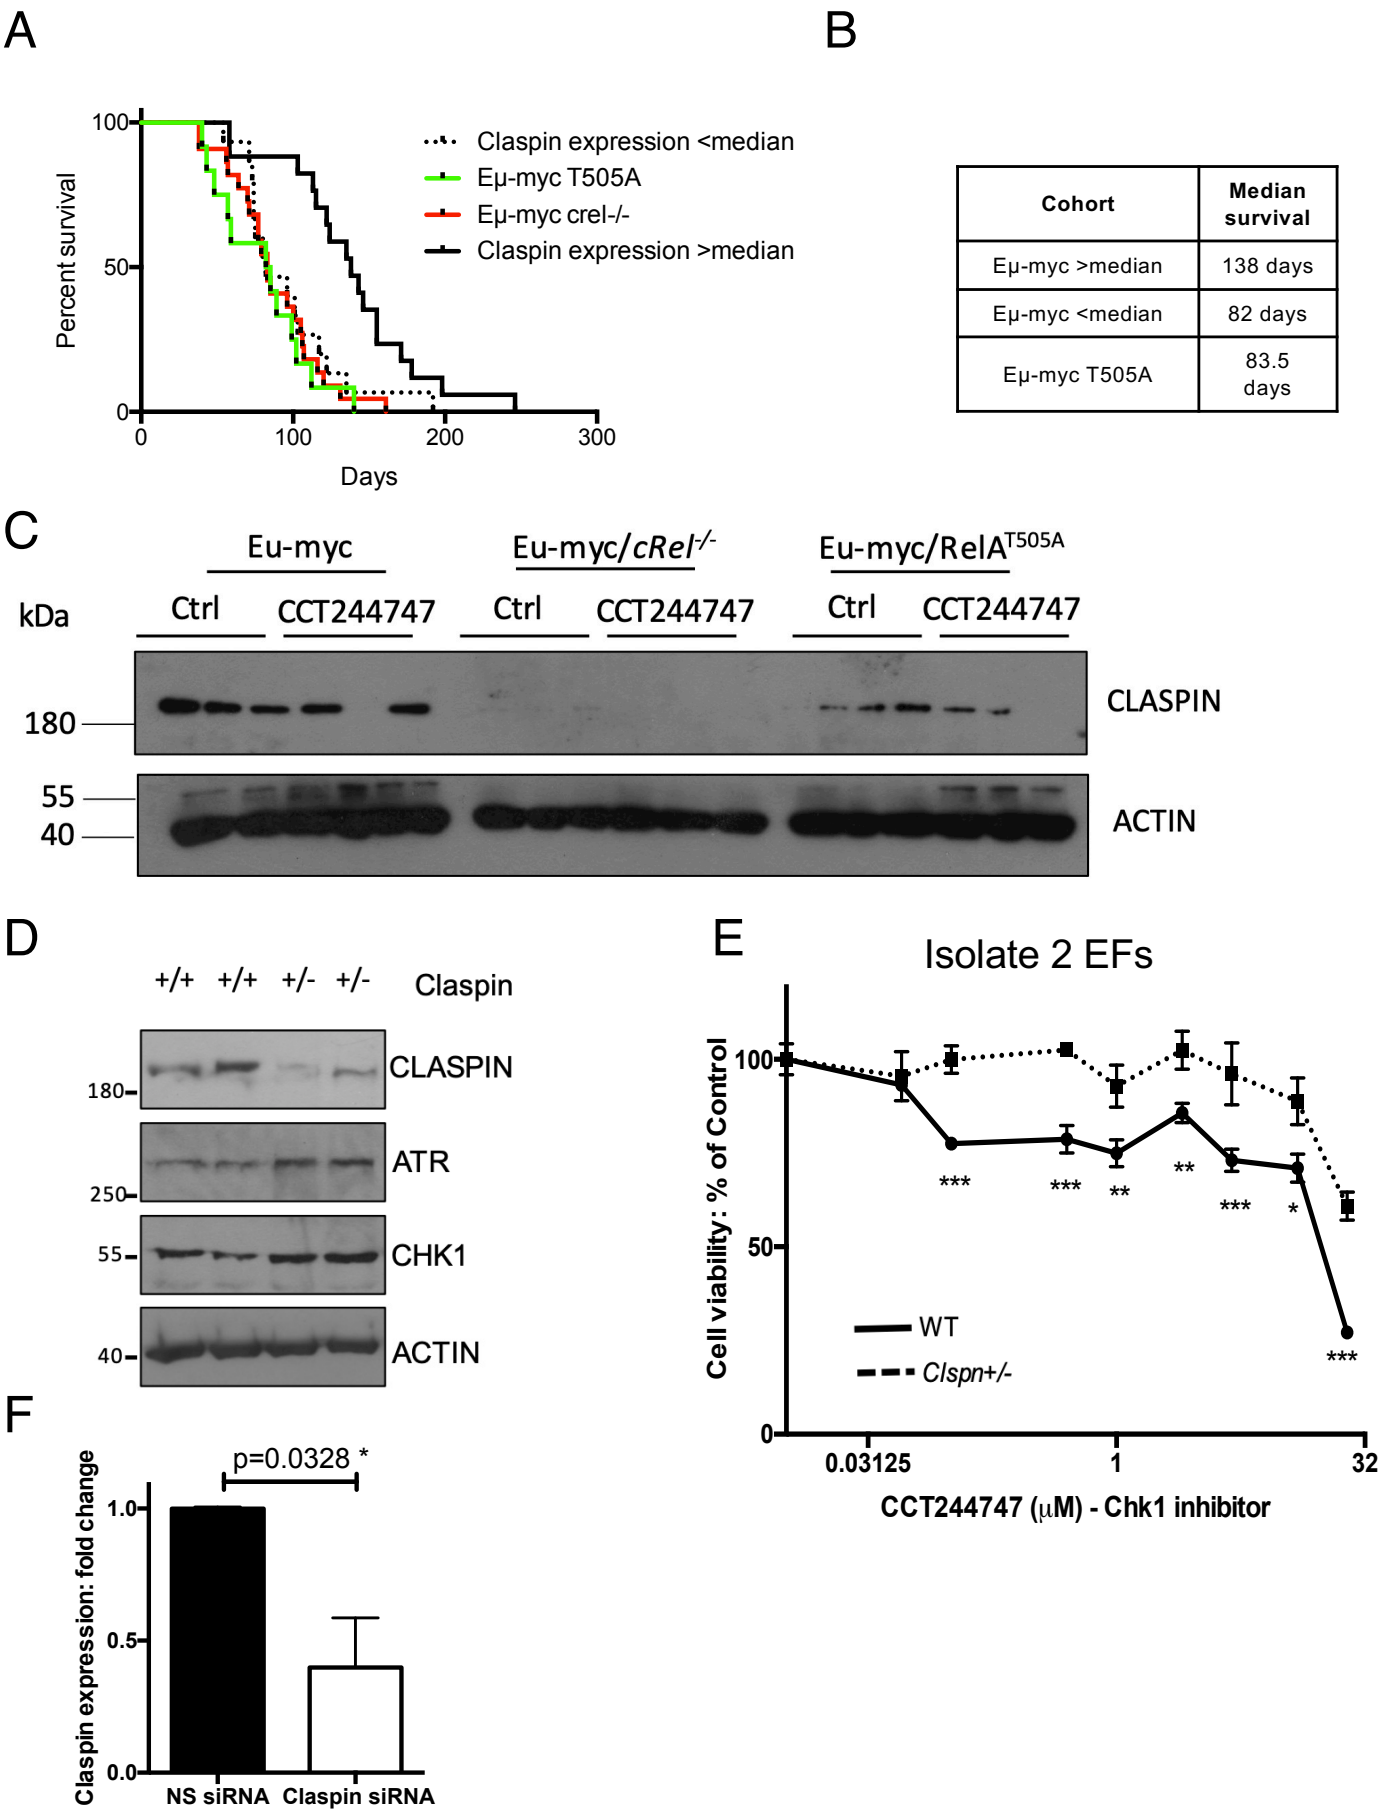 A
B
100
50
0
0
100
200
300
Percent survival
Days
Claspin expression <median
Eμ-myc T505A
Eμ-myc crel-/-
Claspin expression >median
Cohort
Median
survival
Eμ-myc >median
138 days
Eμ-myc <median
82 days
Eμ-myc T505A
83.5
days
C
Eu-myc
Eu-myc/cRel-/-
Eu-myc/RelAT505A
kDa
Ctrl
CCT244747
Ctrl
CCT244747
Ctrl
CCT244747
180
CLASPIN
55
40
ACTIN
D
+/+
+/+
+/-
+/-
Claspin
CLASPIN
180
ATR
250
55
CHK1
40
ACTIN
E
Isolate 2 EFs
Cell viability: % of Control
100
50
0
***
***
**
**
***
*
***
WT
Clspn+/-
0.03125
1
32
CCT244747 (μM) - Chk1 inhibitor
F
Claspin expression: fold change
p=0.0328 *
1.0
0.5
0.0
NS siRNA
Claspin siRNA